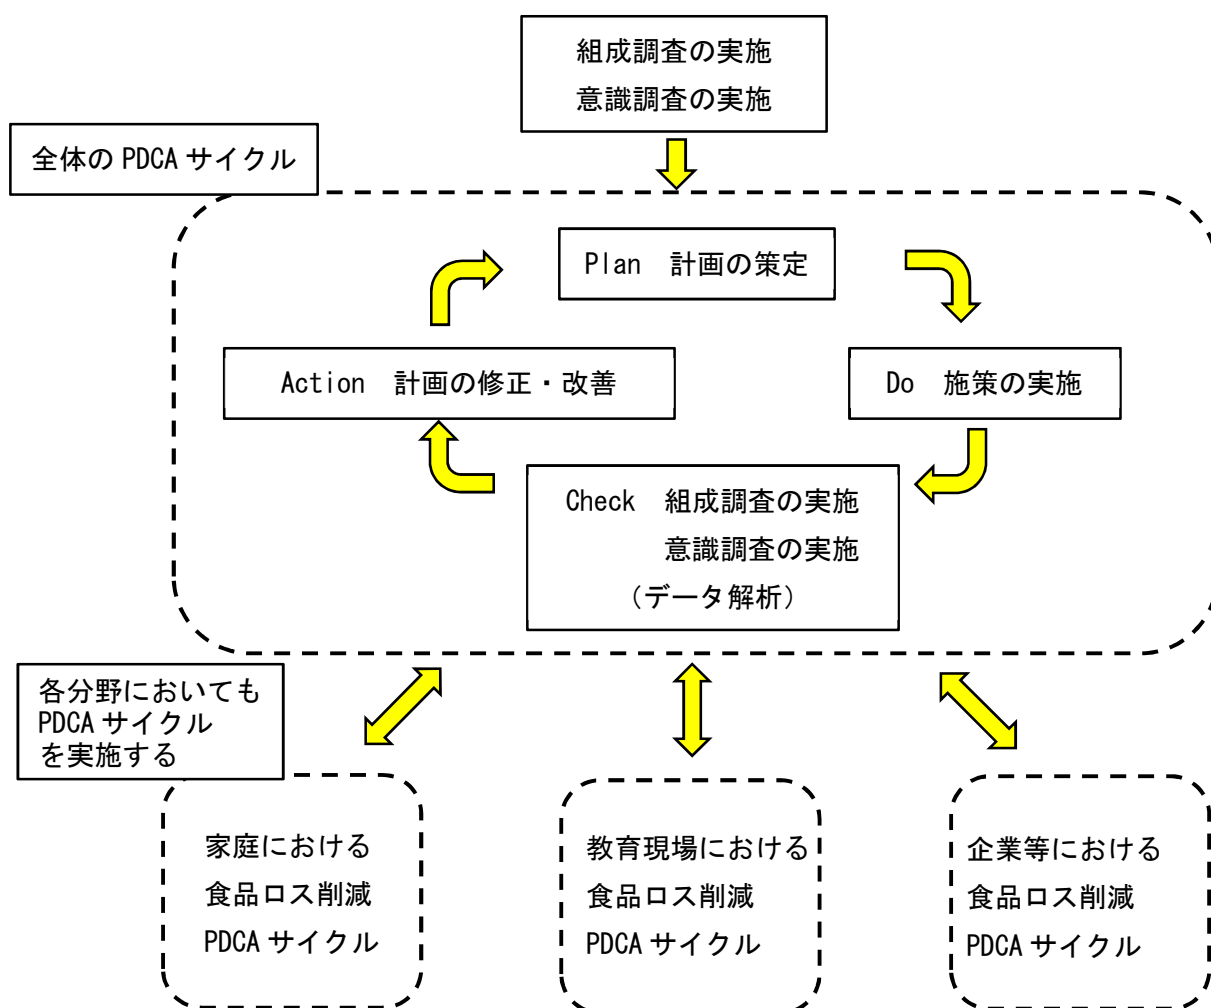 組成調査の実施
意識調査の実施
全体の PDCA サイクル
Plan 計画の策定
Action 計画の修正・改善
Do 施策の実施
Check 組成調査の実施
意識調査の実施
(データ解析)
各分野においても
PDCA サイクル
を実施する
家庭における
食品ロス削減
PDCA サイクル
教育現場における
食品ロス削減
PDCA サイクル
企業等における
食品ロス削減
PDCA サイクル